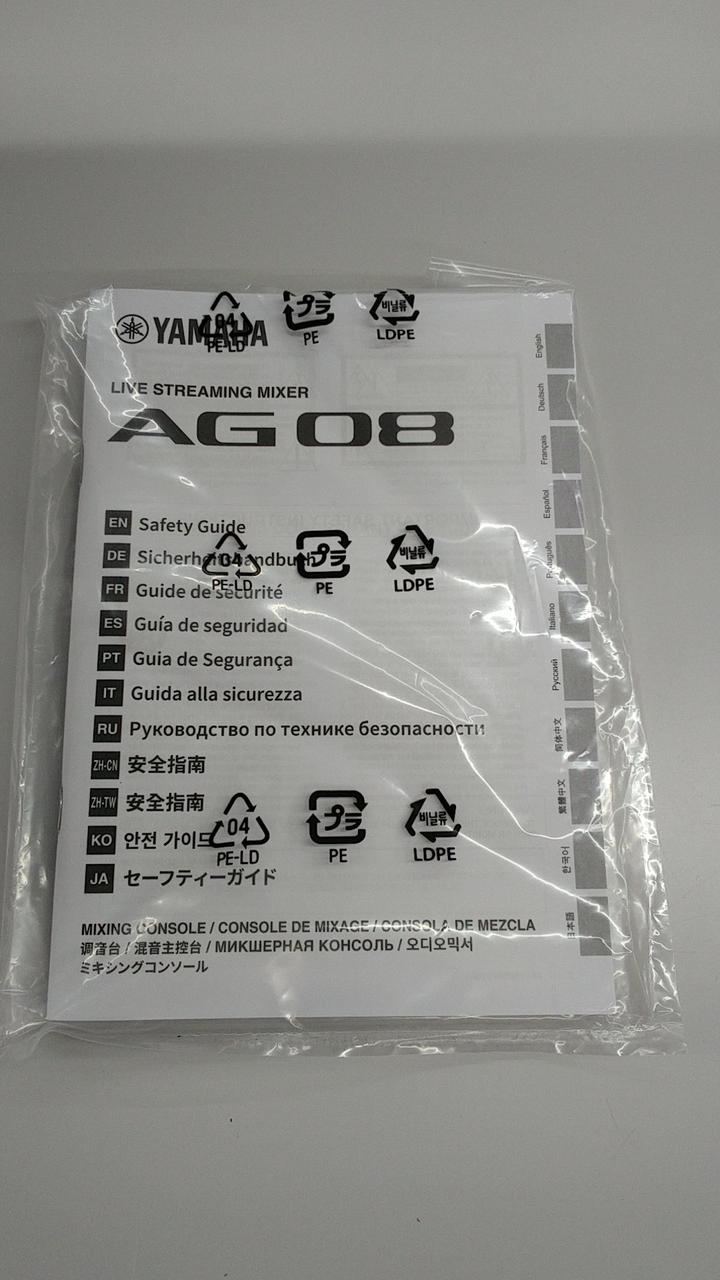 YAMAHA
04
PE-LD
プラ
PE
비닐류
LDPE
LIVE STREAMING MIXER
AG 08
EN Safety Guide
DE Sicherheitshandbuch
FR Guide de sécurité
ES Guía de seguridad
PT Guia de Segurança
IT Guida alla sicurezza
RU Руководство по технике безопасности
ZH-CN 安全指南
ZH-TW 安全指南
KO 안전 가이드
JA セーフティーガイド
04
PE-LD
プラ
PE
비닐류
LDPE
04
PE-LD
プラ
PE
비닐류
LDPE
MIXING CONSOLE / CONSOLE DE MIXAGE / CONSOLA DE MEZCLA
调音台 / 混音主控台 / МИКШЕРНАЯ КОНСОЛЬ / 오디오믹서
ミキシングコンソール
English
Deutsch
Français
Español
Português
Italiano
Русский
简体中文
繁體中文
한국어
日本語